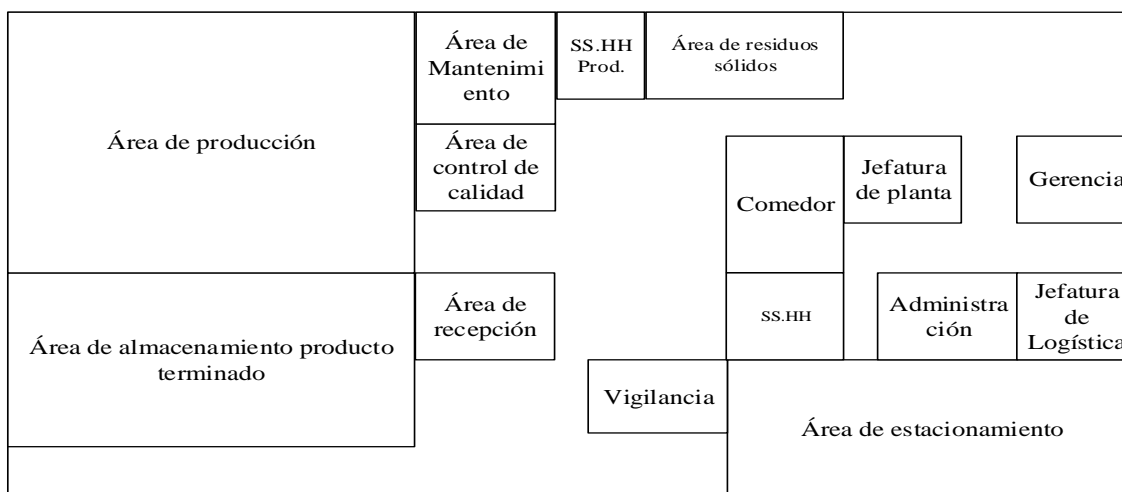 Área de
Mantenimi
ento
SS.HH
Prod.
Área de residuos
sólidos
Área de producción
Área de
control de
calidad
Comedor
Jefatura
de planta
Gerencia
Área de almacenamiento producto
terminado
Área de
recepción
SS.HH
Administra
ción
Jefatura
de
Logística
Vigilancia
Área de estacionamiento